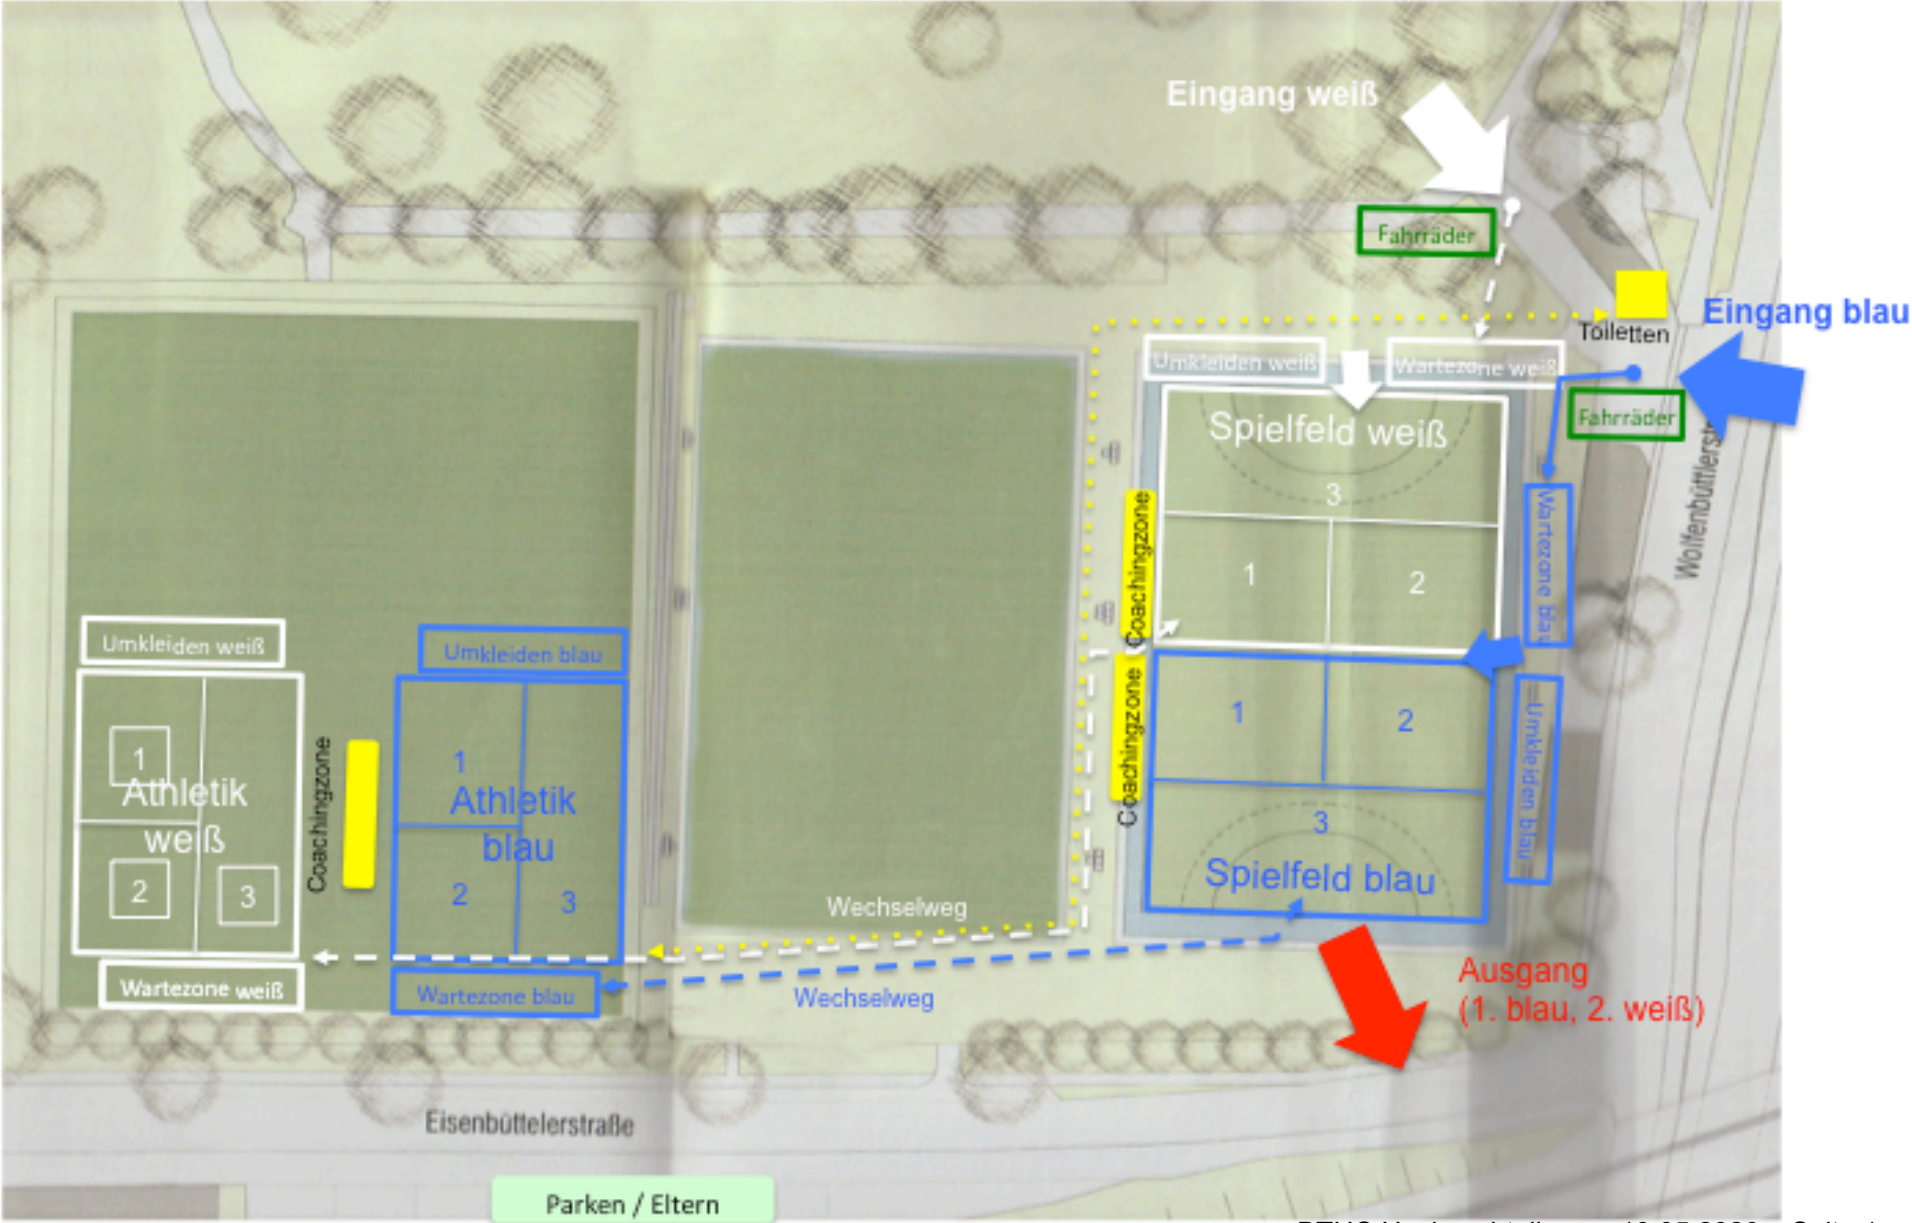 Eingang weiß
Fahrräder
Eingang blau
Toiletten
Umkleiden weiß
Wartezone weiß
Fahrräder
Spielfeld weiß
3
1
2
Coachingzone
Wartezone blau
Wolfenbüttlerstr
Umkleiden weiß
Umkleiden blau
1
Athletik
weiß
2
3
Coachingzone
1
Athletik
blau
2
3
Coachingzone
1
2
3
Spielfeld blau
Umkleiden blau
Wechselweg
Wartezone weiß
Wartezone blau
Wechselweg
Ausgang
(1. blau, 2. weiß)
Eisenbüttelerstraße
Parken / Eltern